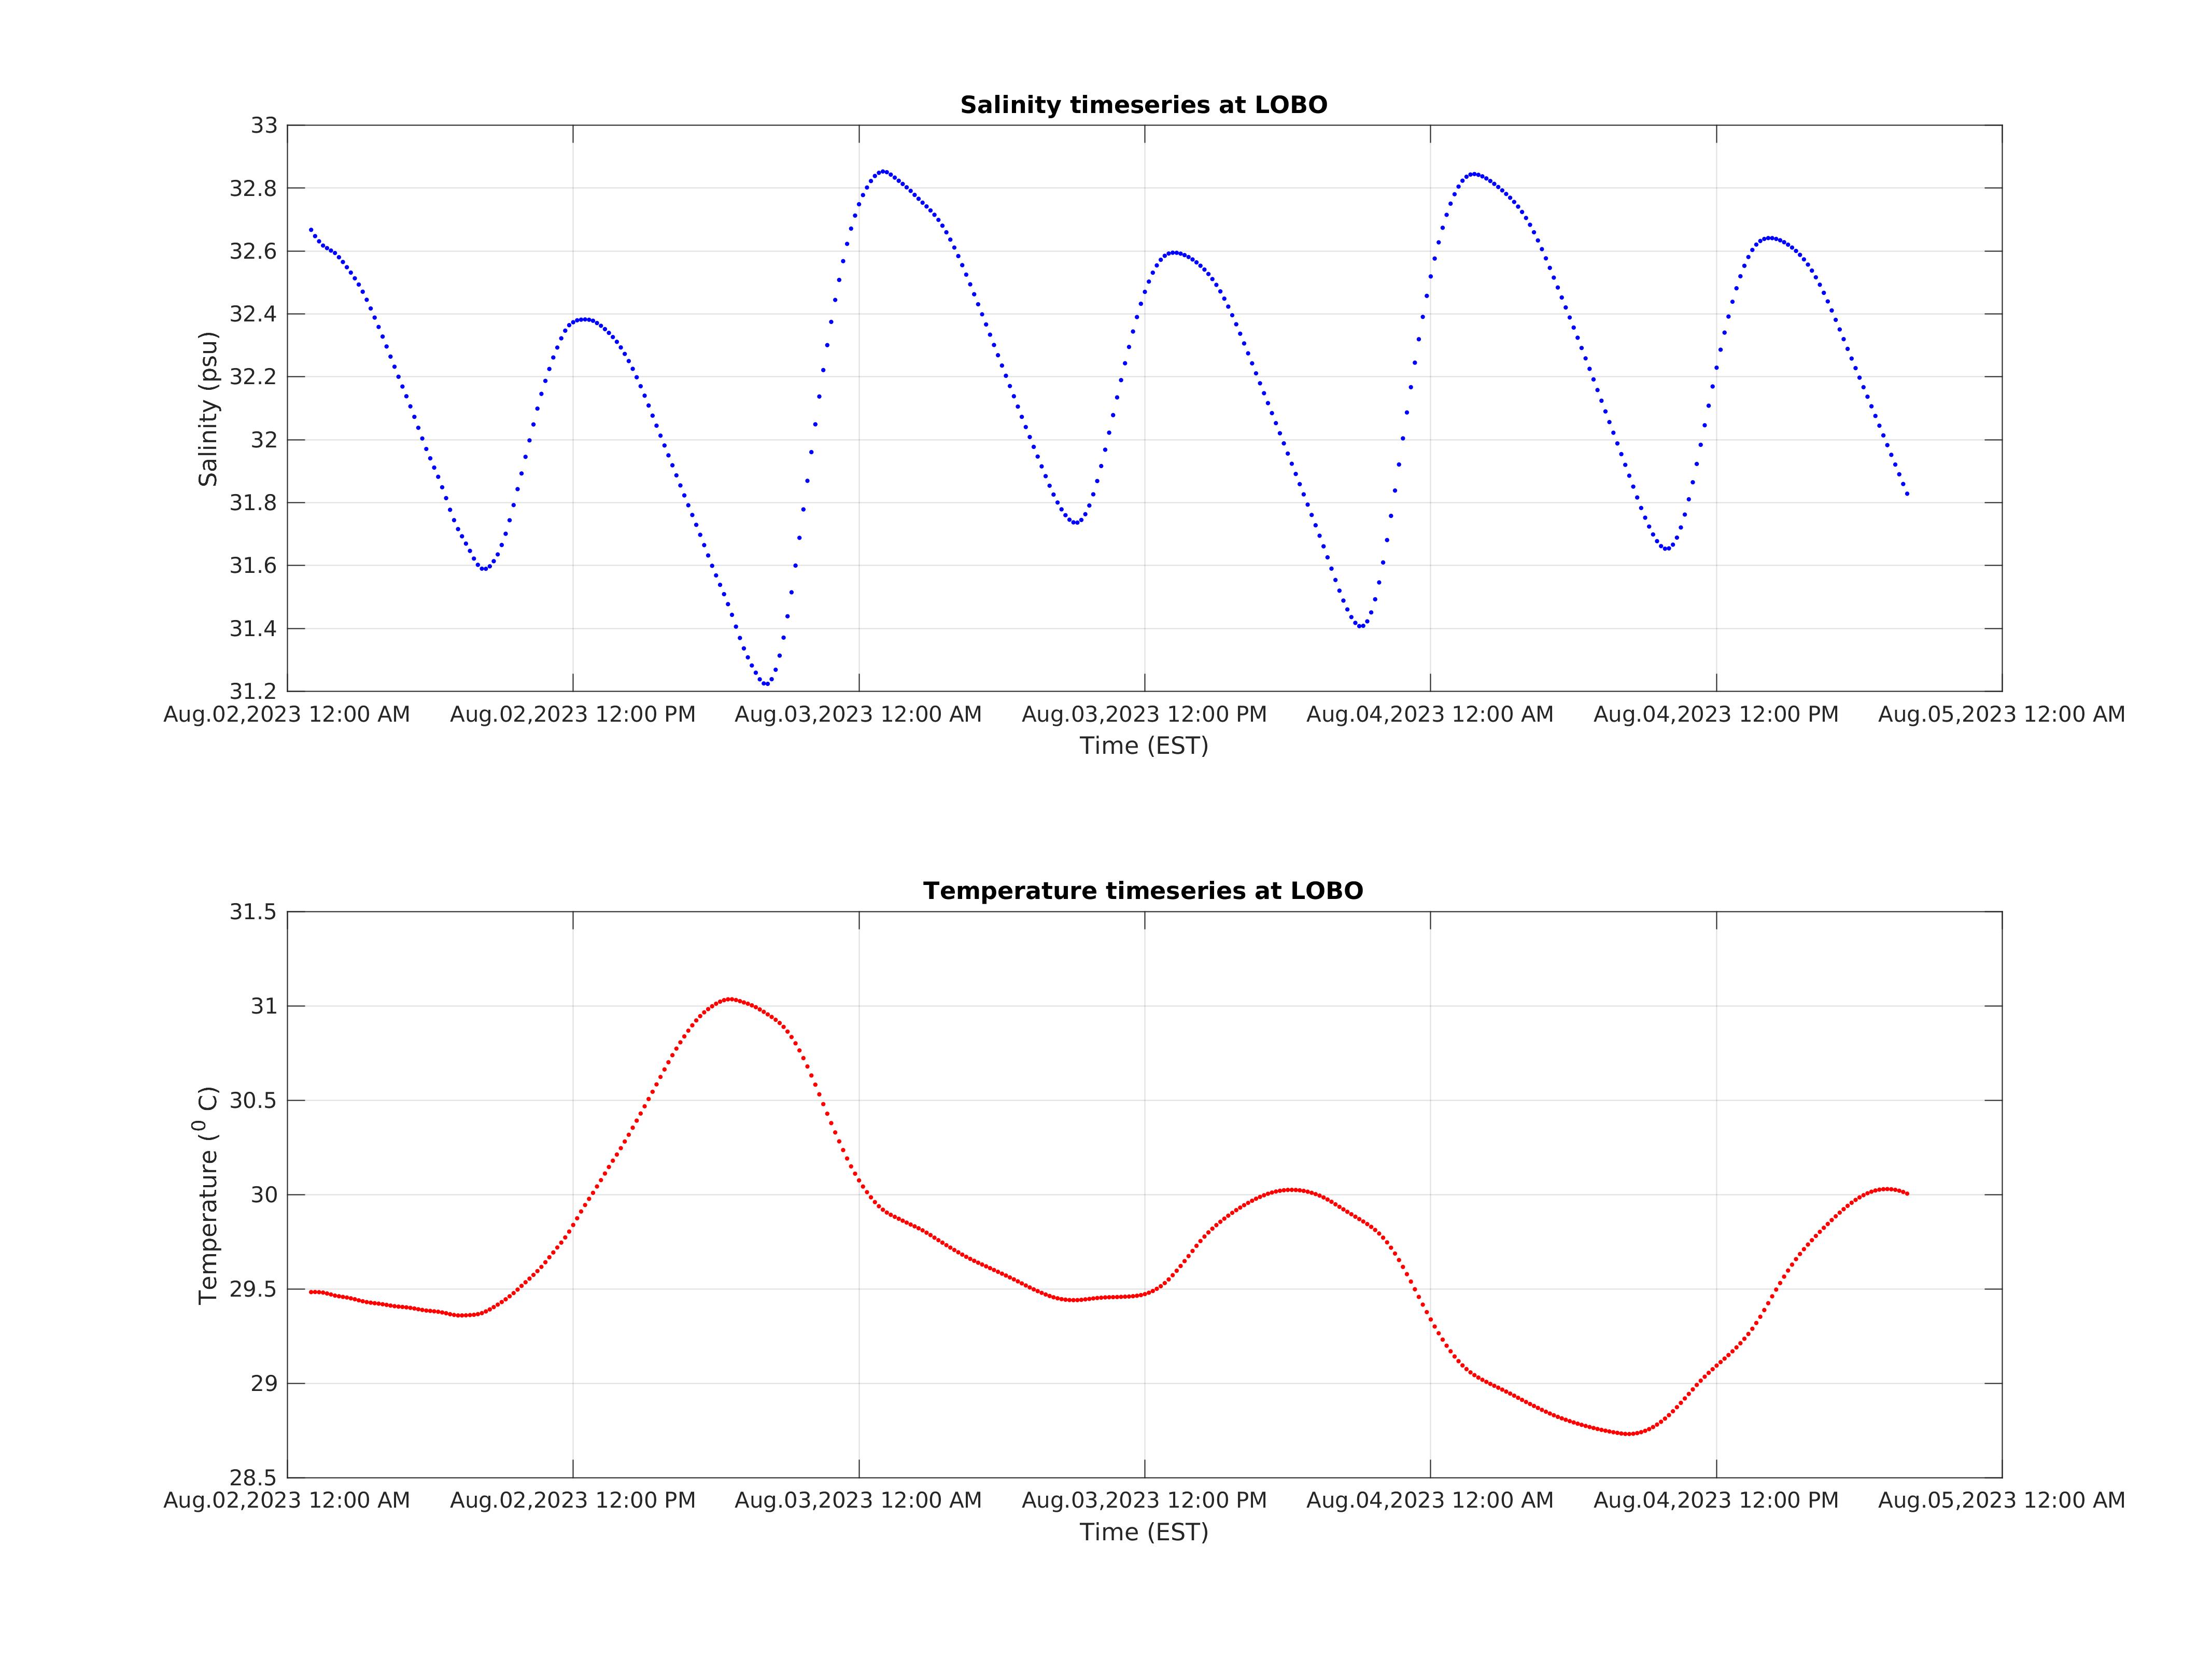 Salinity timeseries at LOBO
33
32.8
32.6
32.4
32.2
32
31.8
31.6
31.4
31.2
Salinity (psu)
Aug.02,2023 12:00 AM Aug.02,2023 12:00 PM Aug.03,2023 12:00 AM Aug.03,2023 12:00 PM Aug.04,2023 12:00 AM Aug.04,2023 12:00 PM Aug.05,2023 12:00 AM
Time (EST)
Temperature timeseries at LOBO
31.5
31
30.5
30
29.5
29
28.5
Temperature (⁰ C)
Aug.02,2023 12:00 AM Aug.02,2023 12:00 PM Aug.03,2023 12:00 AM Aug.03,2023 12:00 PM Aug.04,2023 12:00 AM Aug.04,2023 12:00 PM Aug.05,2023 12:00 AM
Time (EST)